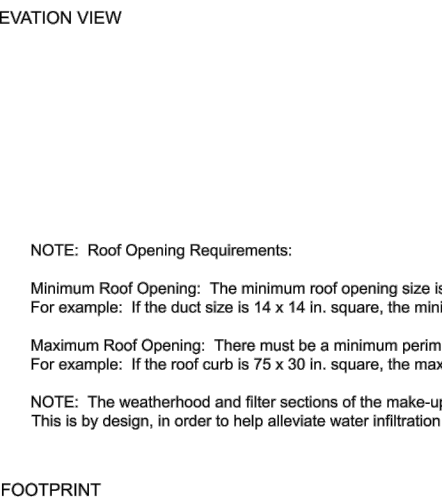 EVATION VIEW
NOTE: Roof Opening Requirements:
Minimum Roof Opening: The minimum roof opening size is
For example: If the duct size is 14 x 14 in. square, the mini
Maximum Roof Opening: There must be a minimum perim
For example: If the roof curb is 75 x 30 in. square, the max
NOTE: The weatherhood and filter sections of the make-up
This is by design, in order to help alleviate water infiltration
FOOTPRINT